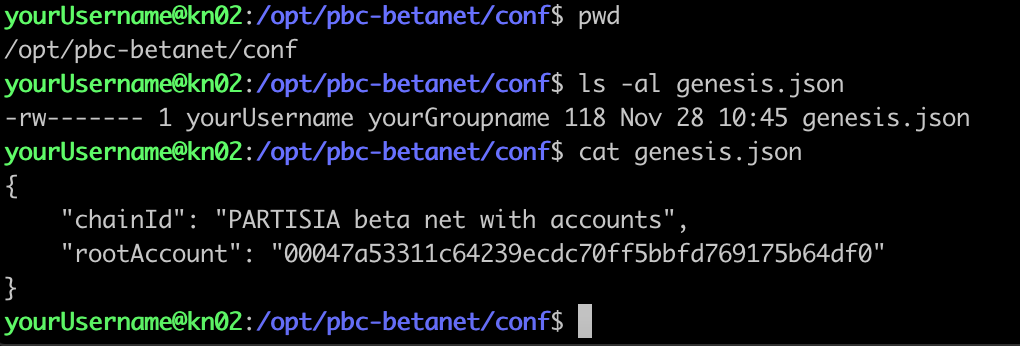 yourUsername@kn02:/opt/pbc-betanet/conf$ pwd
/opt/pbc-betanet/conf
yourUsername@kn02:/opt/pbc-betanet/conf$ ls -al genesis.json
-rw------- 1 yourUsername yourGroupname 118 Nov 28 10:45 genesis.json
yourUsername@kn02:/opt/pbc-betanet/conf$ cat genesis.json
{
    "chainId": "PARTISIA beta net with accounts",
    "rootAccount": "00047a53311c64239ecdc70ff5bbfd769175b64df0"
}
yourUsername@kn02:/opt/pbc-betanet/conf$